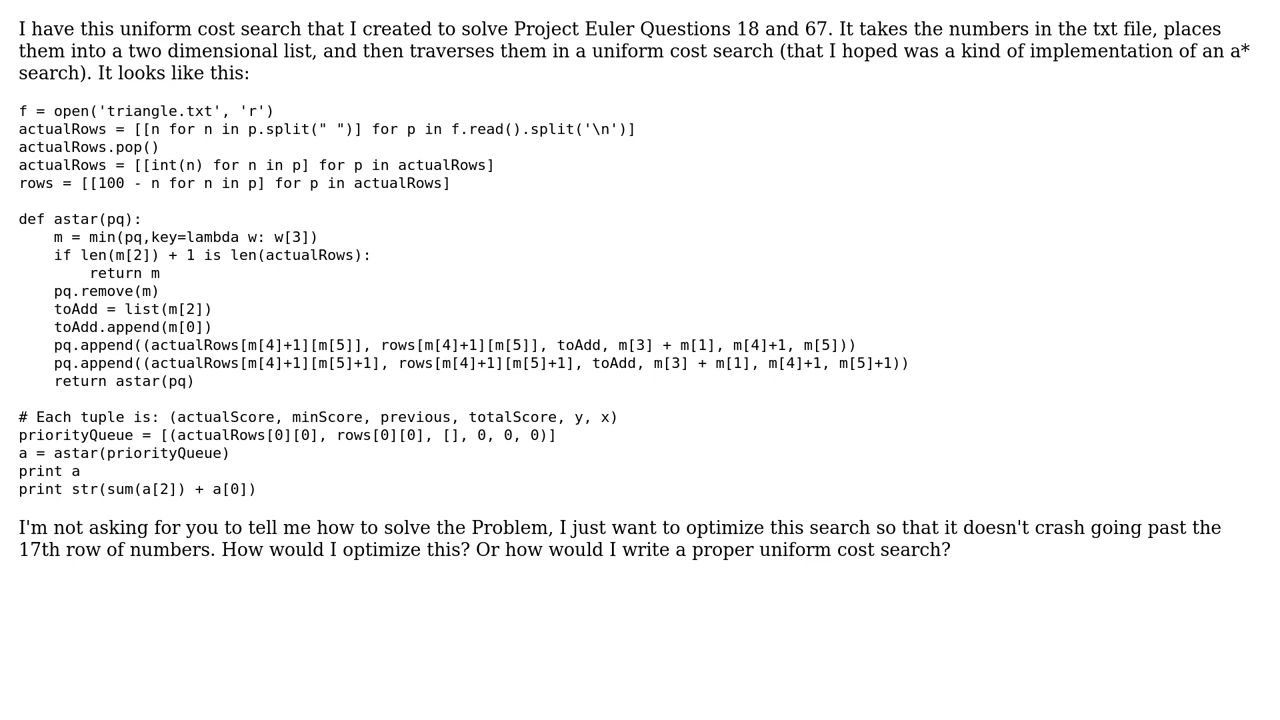 I have this uniform cost search that I created to solve Project Euler Questions 18 and 67. It takes the numbers in the txt file, places
them into a two dimensional list, and then traverses them in a uniform cost search (that I hoped was a kind of implementation of an a*
search). It looks like this:
f = open('triangle.txt', 'r')
actualRows = [[n for n in p.split(" ")] for p in f.read().split('\n')]
actualRows.pop()
actualRows = [[int(n) for n in p] for p in actualRows]
rows = [[100 - n for n in p] for p in actualRows]
def astar(pq):
    m = min(pq,key=lambda w: w[3])
    if len(m[2]) + 1 is len(actualRows):
        return m
    pq.remove(m)
    toAdd = list(m[2])
    toAdd.append(m[0])
    pq.append((actualRows[m[4]+1][m[5]], rows[m[4]+1][m[5]], toAdd, m[3] + m[1], m[4]+1, m[5]))
    pq.append((actualRows[m[4]+1][m[5]+1], rows[m[4]+1][m[5]+1], toAdd, m[3] + m[1], m[4]+1, m[5]+1))
    return astar(pq)
# Each tuple is: (actualScore, minScore, previous, totalScore, y, x)
priorityQueue = [(actualRows[0][0], rows[0][0], [], 0, 0, 0)]
a = astar(priorityQueue)
print a
print str(sum(a[2]) + a[0])
I'm not asking for you to tell me how to solve the Problem, I just want to optimize this search so that it doesn't crash going past the
17th row of numbers. How would I optimize this? Or how would I write a proper uniform cost search?